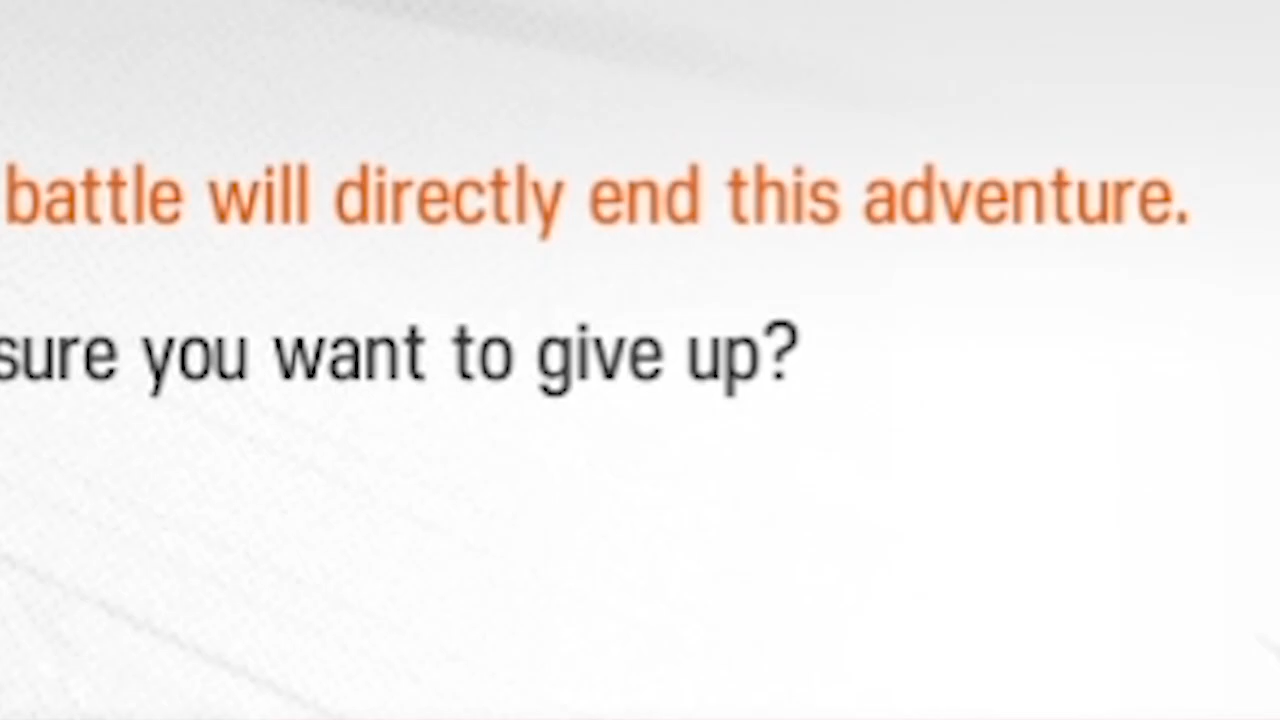 battle will directly end this adventure.
sure you want to give up?